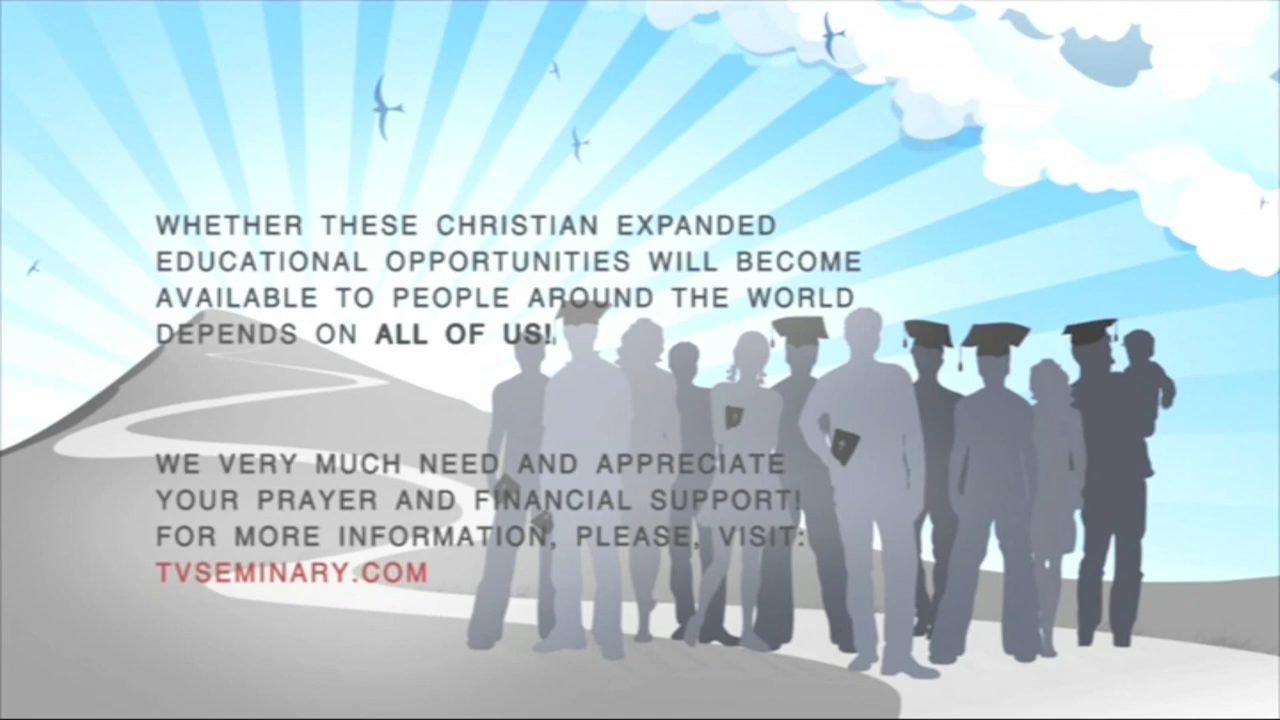 WHETHER THESE CHRISTIAN EXPANDED
EDUCATIONAL OPPORTUNITIES WILL BECOME
AVAILABLE TO PEOPLE AROUND THE WORLD
DEPENDS ON ALL OF US!
WE VERY MUCH NEED AND APPRECIATE
YOUR PRAYER AND FINANCIAL SUPPORT!
FOR MORE INFORMATION, PLEASE, VISIT:
TVSEMINARY.COM